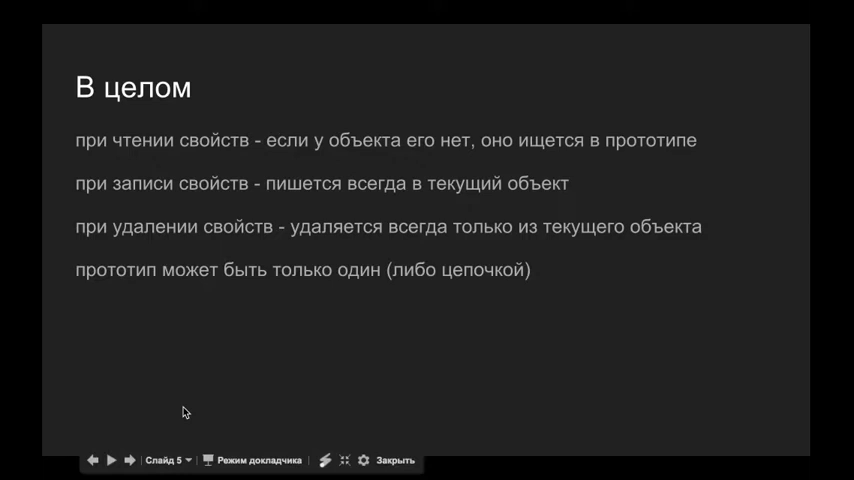 В целом
при чтении свойств - если у объекта его нет, оно ищется в прототипе
при записи свойств - пишется всегда в текущий объект
при удалении свойств - удаляется всегда только из текущего объекта
прототип может быть только один (либо цепочкой)
Слайд 5 Режим докладчика Закрыть